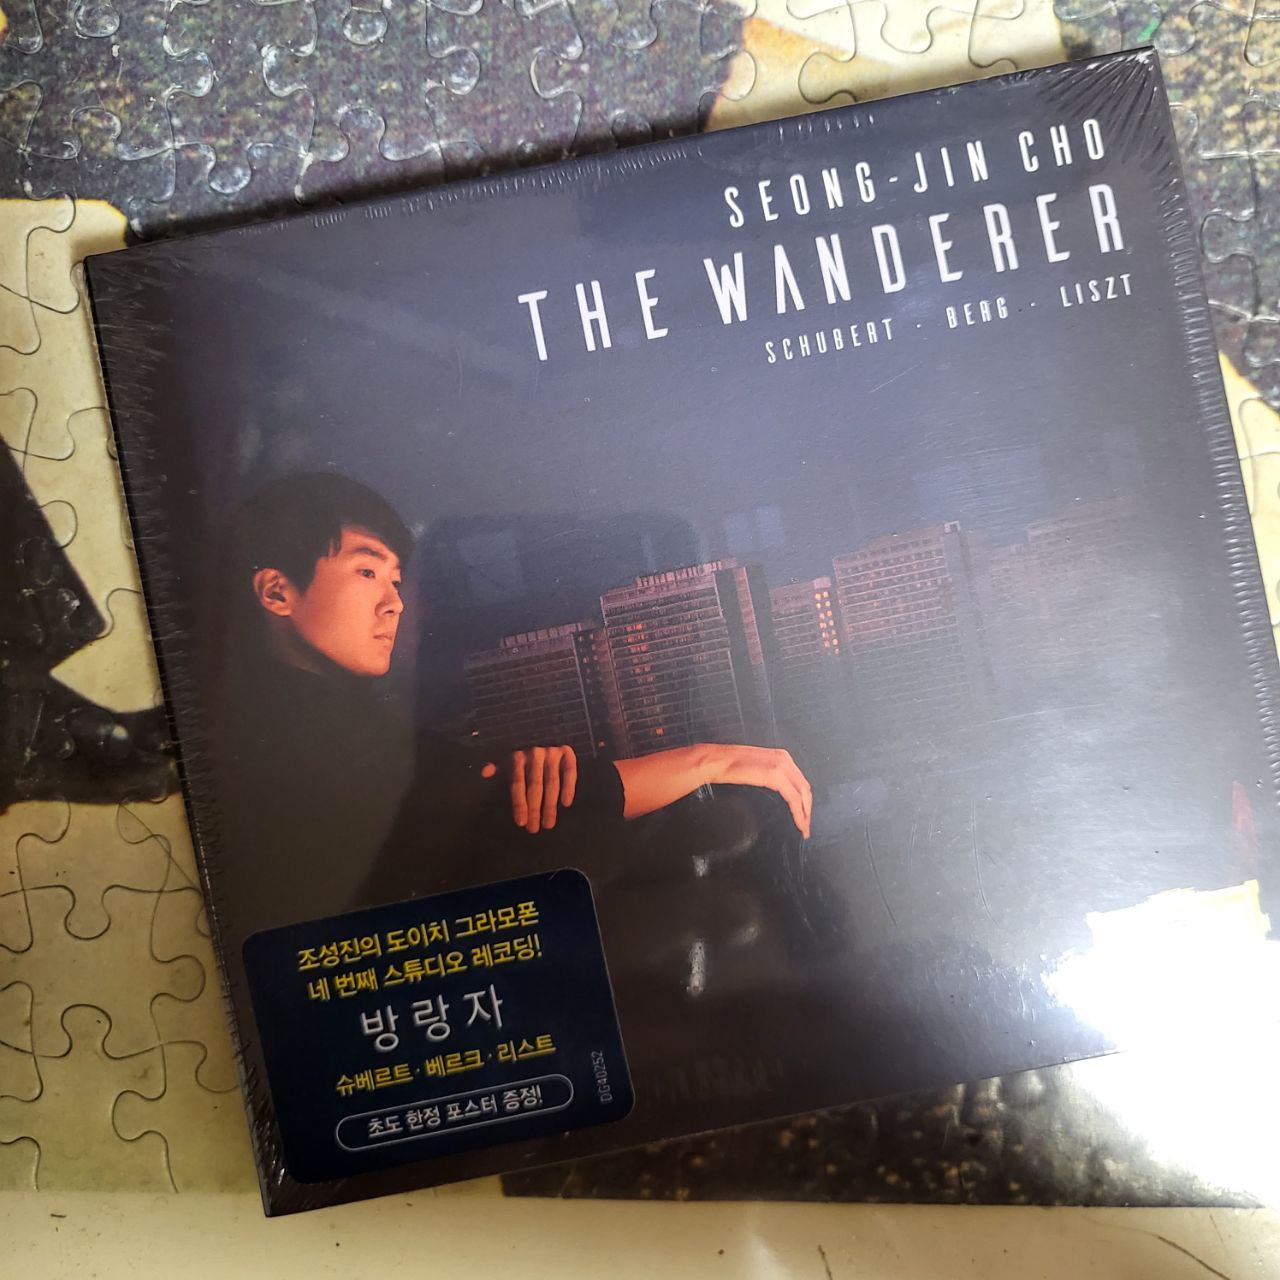 SEONG-JIN CHO
THE WANDERER
SCHUBERT · BERG · LISZT
조성진의 도이치 그라모폰
네 번째 스튜디오 레코딩!
방랑자
슈베르트 · 베르크 · 리스트
초도 한정 포스터 증정!
DG40252